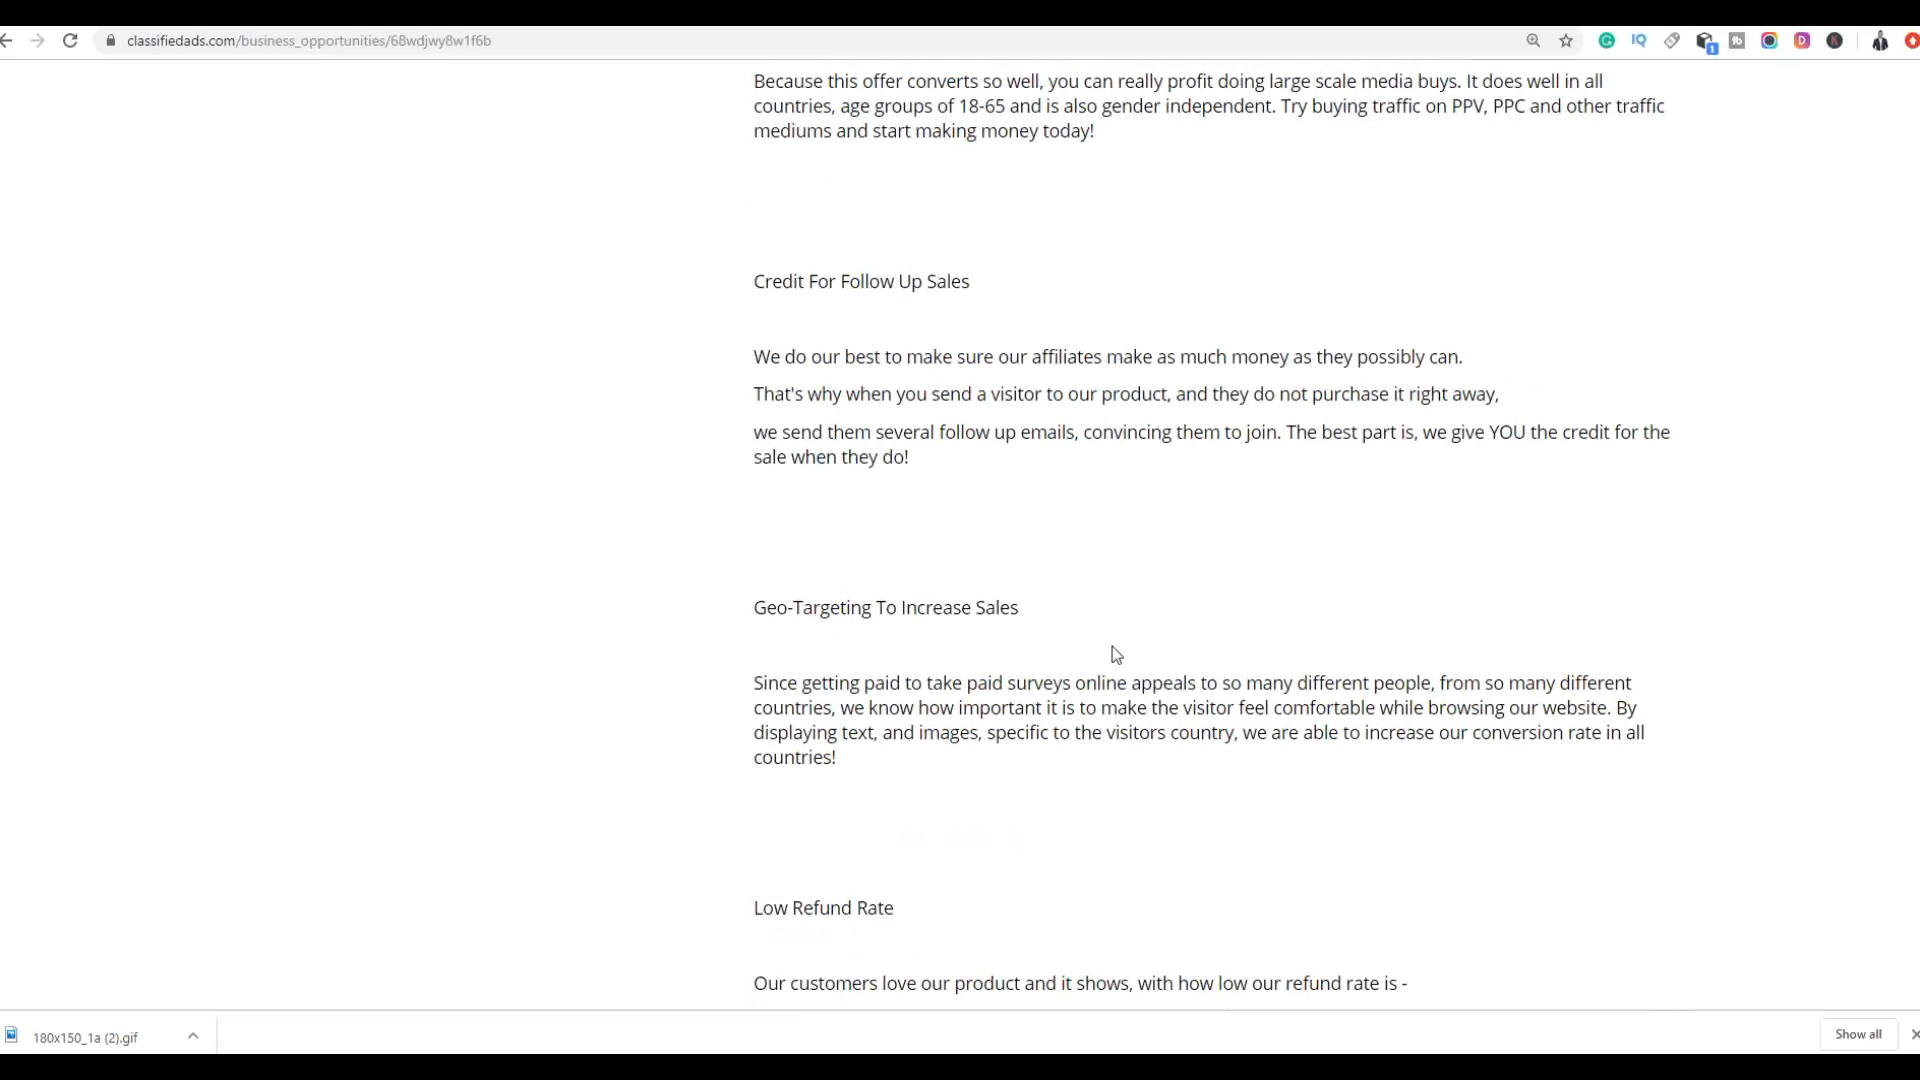 classifiedads.com/business_opportunities/68wdjwy8w1f6b
Because this offer converts so well, you can really profit doing large scale media buys. It does well in all
countries, age groups of 18-65 and is also gender independent. Try buying traffic on PPV, PPC and other traffic
mediums and start making money today!
Credit For Follow Up Sales
We do our best to make sure our affiliates make as much money as they possibly can.
That's why when you send a visitor to our product, and they do not purchase it right away,
we send them several follow up emails, convincing them to join. The best part is, we give YOU the credit for the
sale when they do!
Geo-Targeting To Increase Sales
Since getting paid to take paid surveys online appeals to so many different people, from so many different
countries, we know how important it is to make the visitor feel comfortable while browsing our website. By
displaying text, and images, specific to the visitors country, we are able to increase our conversion rate in all
countries!
Low Refund Rate
Our customers love our product and it shows, with how low our refund rate is -
180x150_1a (2).gif
Show all